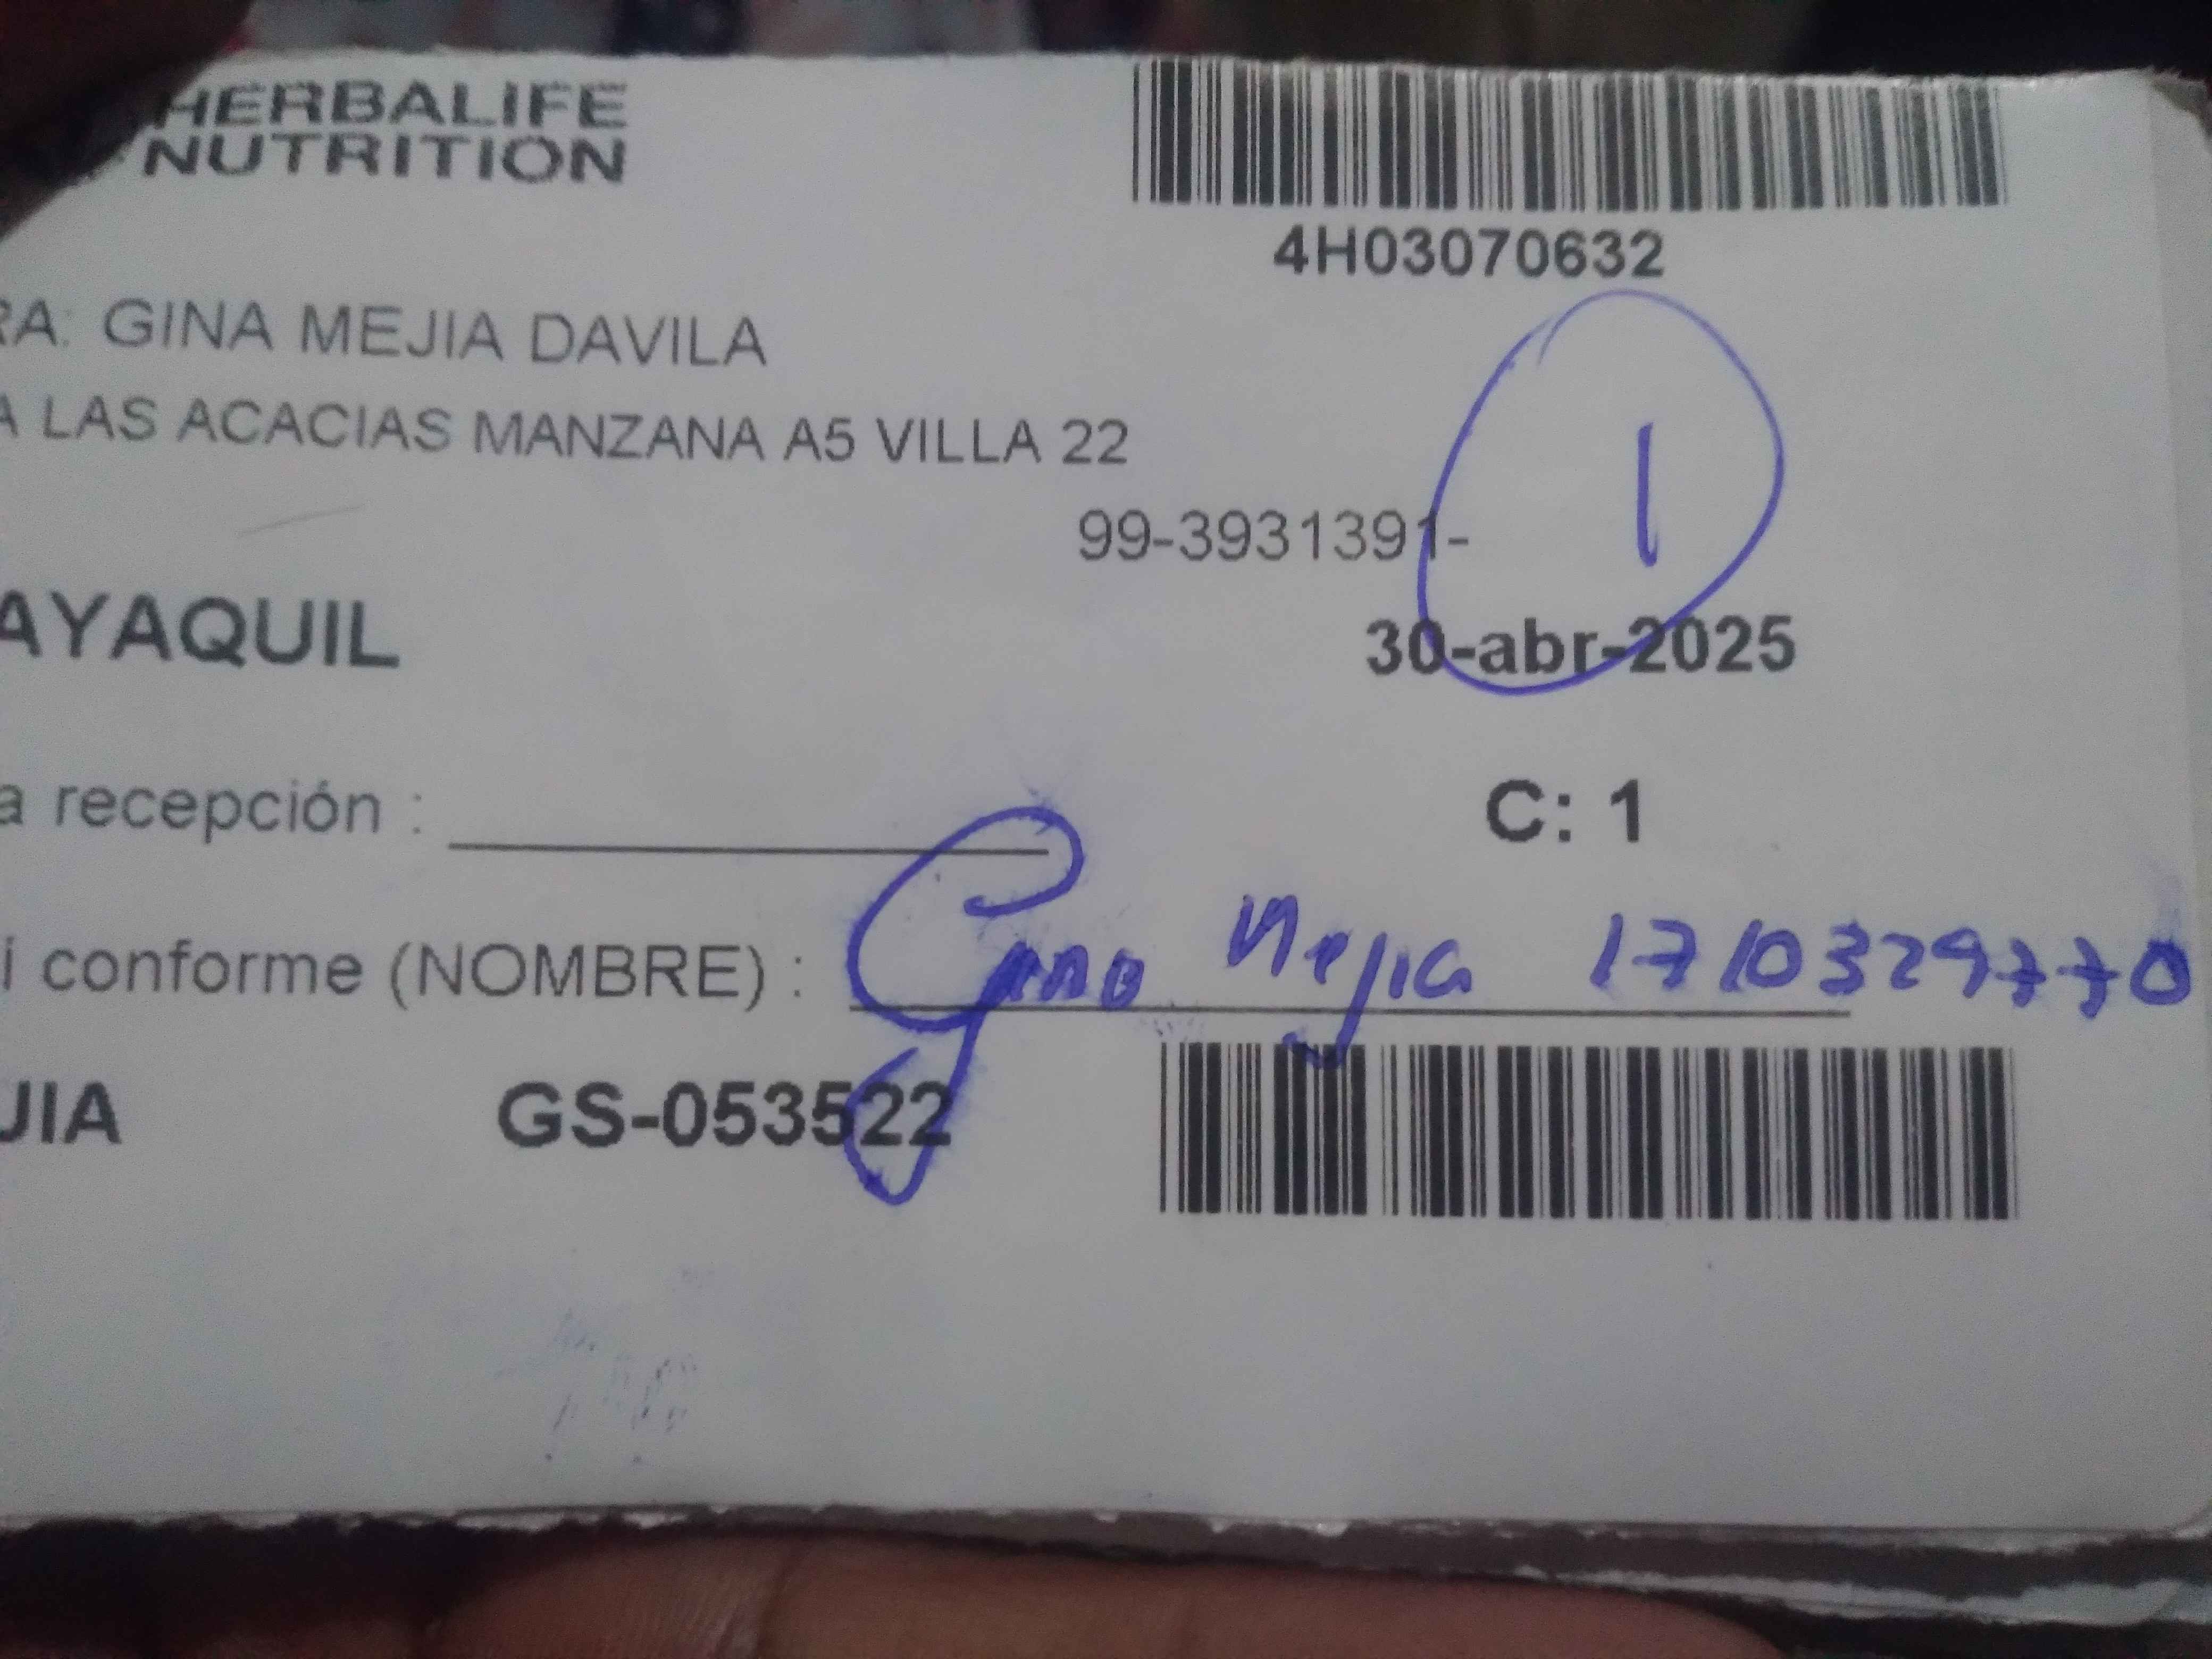 HERBALIFE
NUTRITION
4H03070632
RA: GINA MEJIA DAVILA
A LAS ACACIAS MANZANA A5 VILLA 22
99-3931391-
1
AYAQUIL
30-abr-2025
a recepción :
C: 1
i conforme (NOMBRE) : Gina Mejia 1710329770
JIA GS-053522